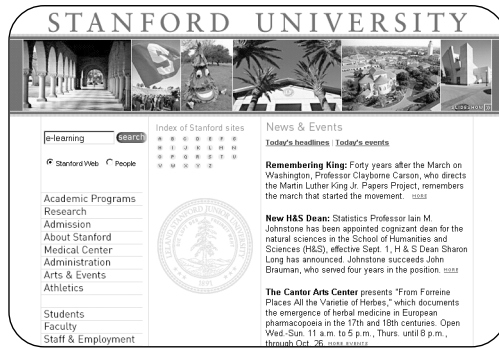 STANFORD UNIVERSITY
SLIDESHOW
e-learning
search
Stanford Web
People
Academic Programs
Research
Admission
About Stanford
Medical Center
Administration
Arts & Events
Athletics
Students
Faculty
Staff & Employment
Index of Stanford sites
A B C D E F G
H I J K L M N
O P Q R S T U
V W X Y Z
News & Events
Today's headlines | Today's events
Remembering King: Forty years after the March on
Washington, Professor Clayborne Carson, who directs
the Martin Luther King Jr. Papers Project, remembers
the march that started the movement. MORE
New H&S Dean: Statistics Professor Iain M.
Johnstone has been appointed cognizant dean for the
natural sciences in the School of Humanities and
Sciences (H&S), effective Sept. 1, H & S Dean Sharon
Long has announced. Johnstone succeeds John
Brauman, who served four years in the position. MORE
The Cantor Arts Center presents "From Forreine
Places All the Varietie of Herbes," which documents
the emergence of herbal medicine in European
pharmacopoeia in the 17th and 18th centuries. Open
Wed.-Sun. 11 a.m. to 5 p.m., Thurs. until 8 p.m.,
through Oct. 26. MORE EVENTS